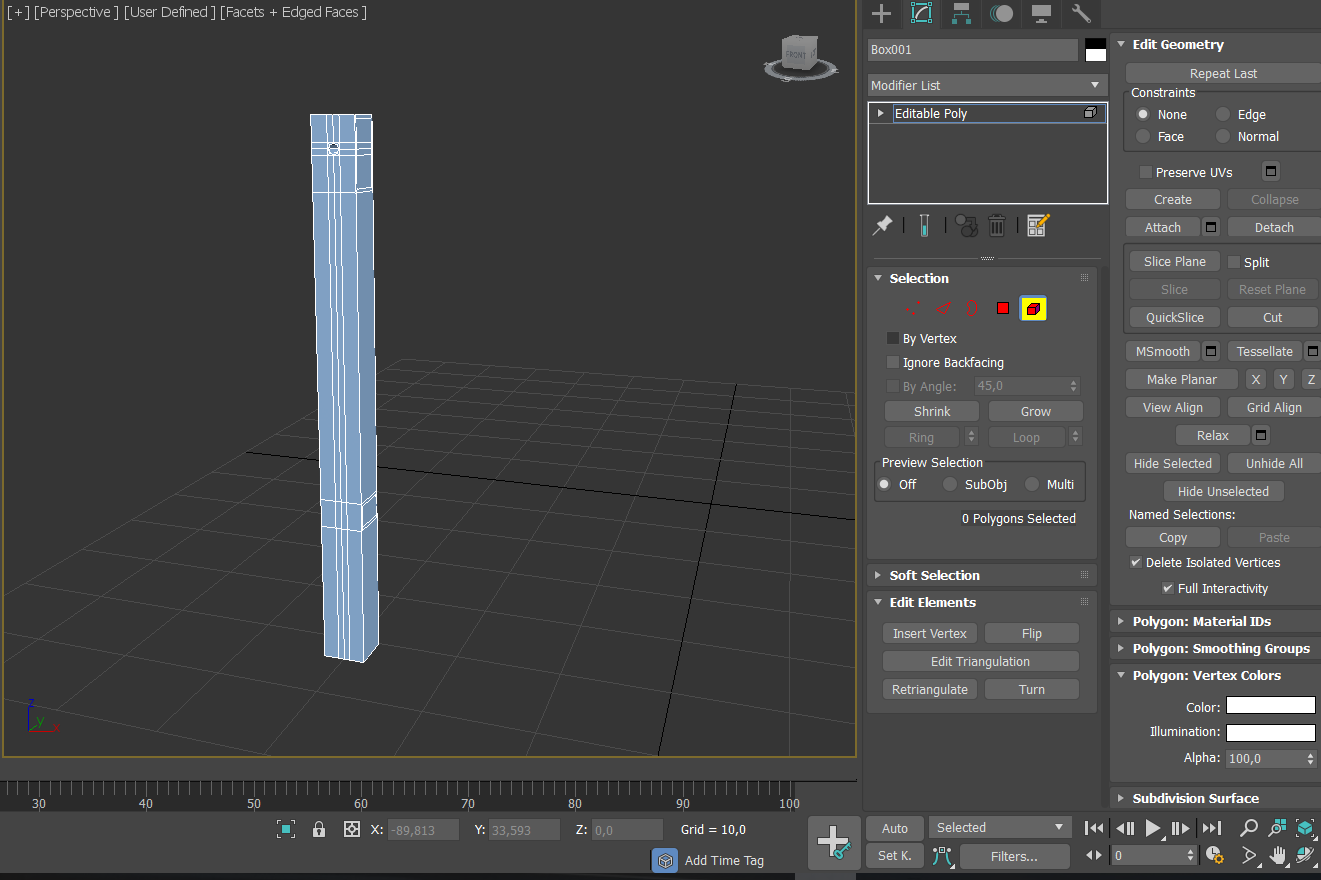 [ + ] [Perspective ] [User Defined ] [Facets + Edged Faces ]
FRONT
Box001
Modifier List
Editable Poly
Selection
By Vertex
Ignore Backfacing
By Angle: 45,0
Shrink Grow
Ring Loop
Preview Selection
Off SubObj Multi
0 Polygons Selected
Soft Selection
Edit Elements
Insert Vertex Flip
Edit Triangulation
Retriangulate Turn
Edit Geometry
Repeat Last
Constraints
None Edge
Face Normal
Preserve UVs
Create Collapse
Attach Detach
Slice Plane Split
Slice Reset Plane
QuickSlice Cut
MSmooth Tessellate
Make Planar X Y Z
View Align Grid Align
Relax
Hide Selected Unhide All
Hide Unselected
Named Selections:
Copy Paste
Delete Isolated Vertices
Full Interactivity
Polygon: Material IDs
Polygon: Smoothing Groups
Polygon: Vertex Colors
Color:
Illumination:
Alpha: 100,0
Subdivision Surface
z
y
x
30 40 50 60 70 80 90 100
X: -89,813 Y: 33,593 Z: 0,0 Grid = 10,0
Add Time Tag
Auto Selected
Set K. Filters... 0